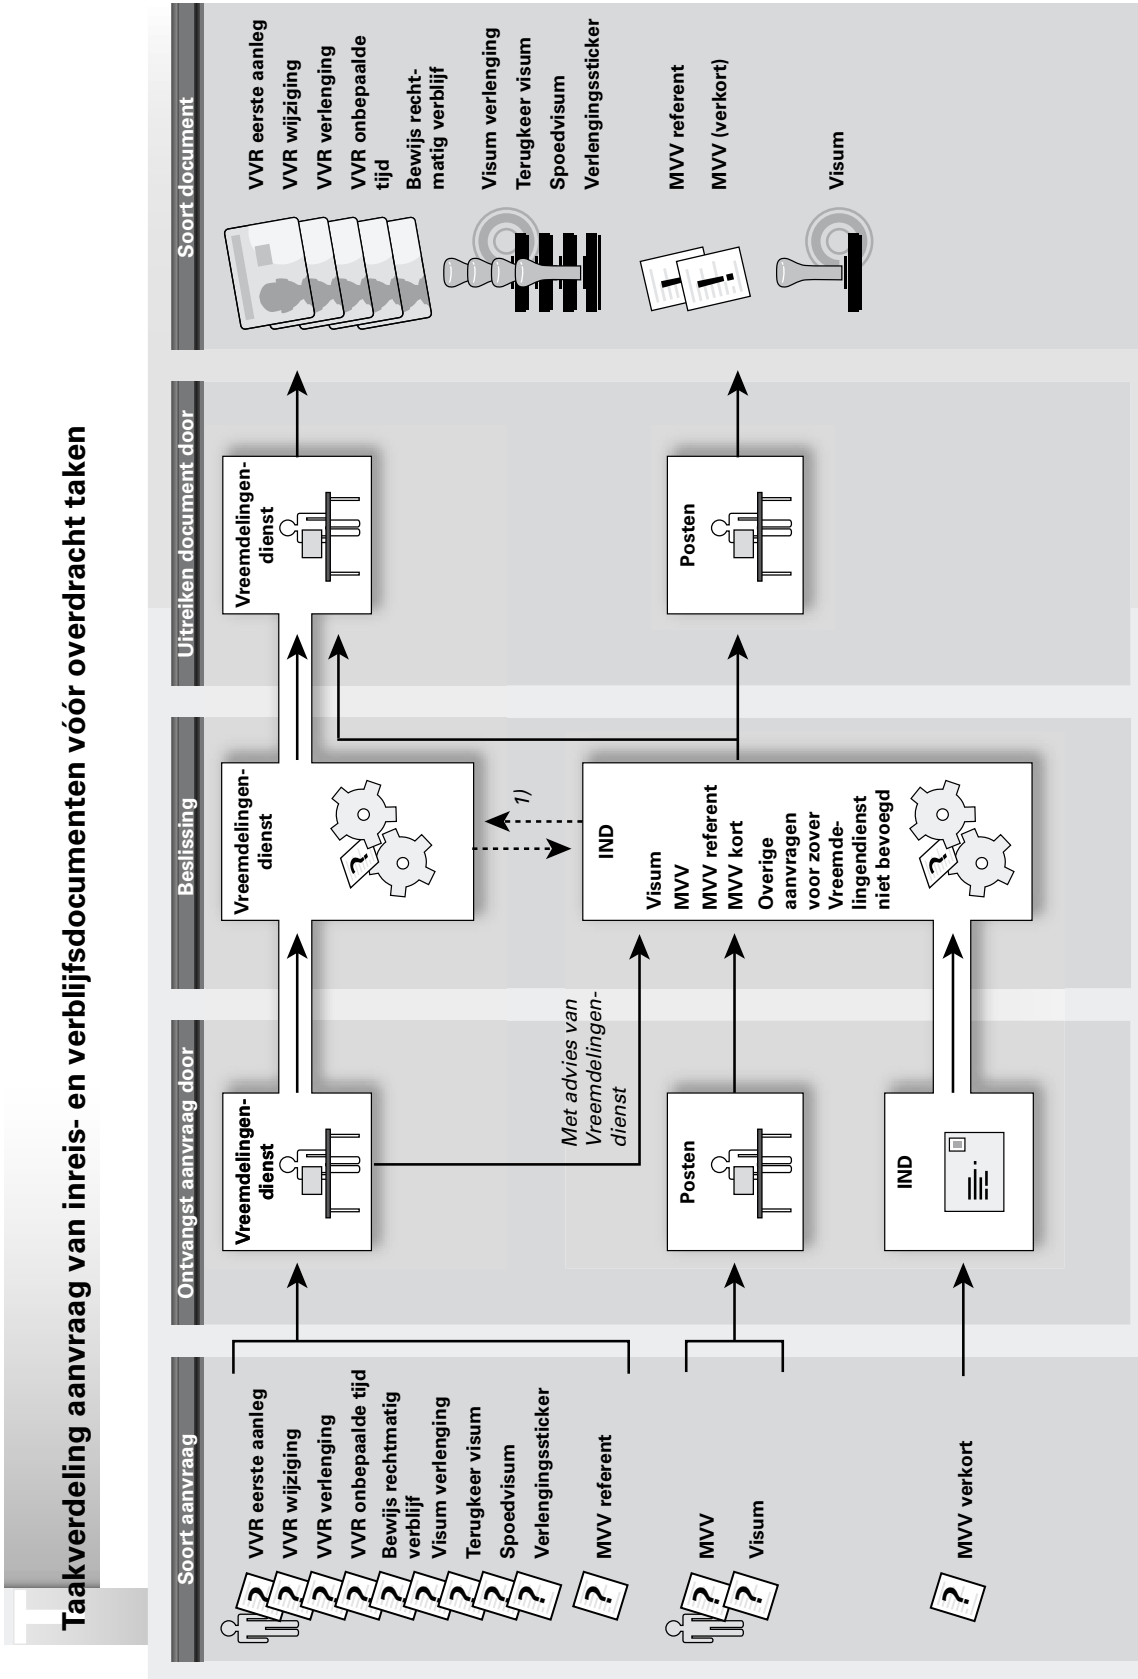 T
Taakverdeling aanvraag van inreis- en verblijfsdocumenten vóór overdracht taken
Soort aanvraag
VVR eerste aanleg
VVR wijziging
VVR verlenging
VVR onbepaalde tijd
Bewijs rechtmatig
verblijf
Visum verlenging
Terugkeer visum
Spoedvisum
Verlengingssticker
MVV referent
MVV
Visum
MVV verkort
Ontvangst aanvraag door
Vreemdelingen-
dienst
Met advies van
Vreemdelingen-
dienst
Posten
IND
Beslissing
Vreemdelingen-
dienst
1)
IND
Visum
MVV
MVV referent
MVV kort
Overige
aanvragen
voor zover
Vreemde-
lingendienst
niet bevoegd
Uitreiken document door
Vreemdelingen-
dienst
Posten
Soort document
VVR eerste aanleg
VVR wijziging
VVR verlenging
VVR onbepaalde
tijd
Bewijs recht-
matig verblijf
Visum verlenging
Terugkeer visum
Spoedvisum
Verlengingssticker
MVV referent
MVV (verkort)
Visum